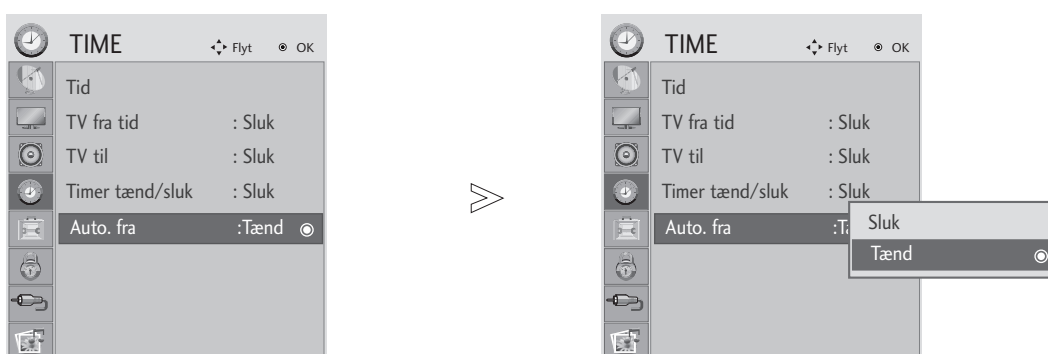 TIME Flyt OK
Tid
TV fra tid : Sluk
TV til : Sluk
Timer tænd/sluk : Sluk
Auto. fra :Tænd
TIME Flyt OK
Tid
TV fra tid : Sluk
TV til : Sluk
Timer tænd/sluk : Sluk
Auto. fra
Sluk
Tænd